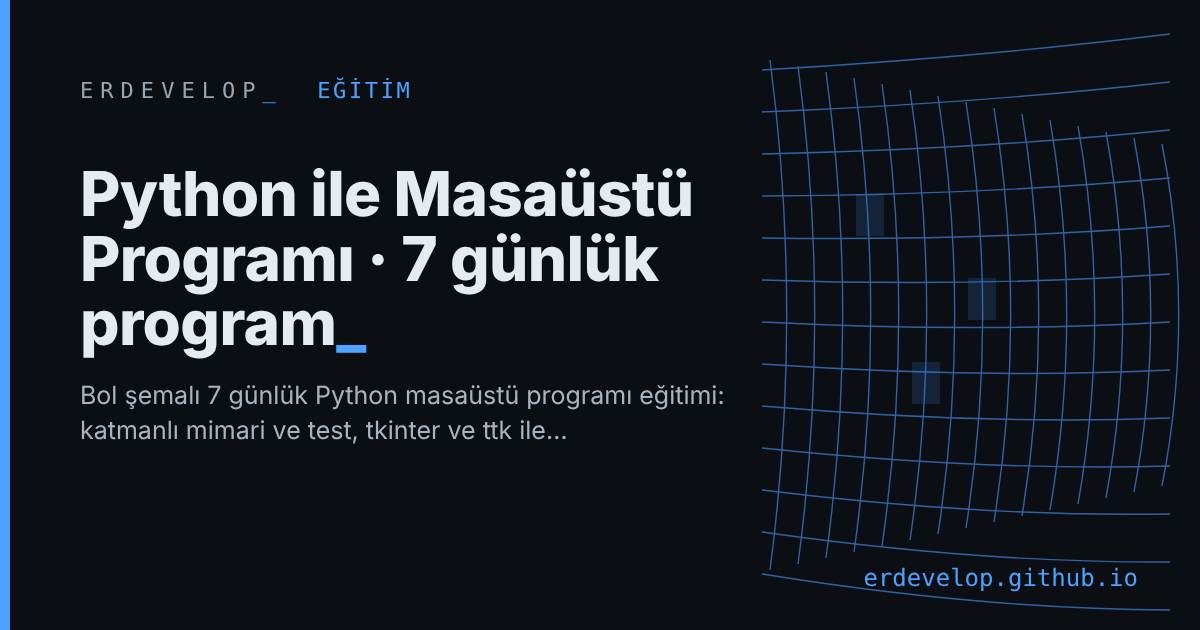 ERDEVELOP_ EĞİTİM
Python ile Masaüstü
Programı · 7 günlük
program_
Bol şemalı 7 günlük Python masaüstü programı eğitimi:
katmanlı mimari ve test, tkinter ve ttk ile...
erdevelop.github.io